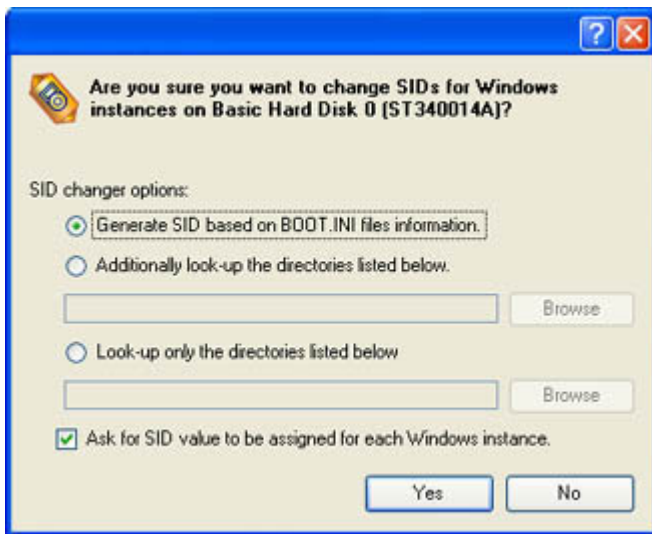 ?
Are you sure you want to change SIDs for Windows
instances on Basic Hard Disk 0 (ST340014A)?
SID changer options:
Generate SID based on BOOT.INI files information.
Additionally look-up the directories listed below.
Browse
Look-up only the directories listed below
Browse
Ask for SID value to be assigned for each Windows instance.
Yes No